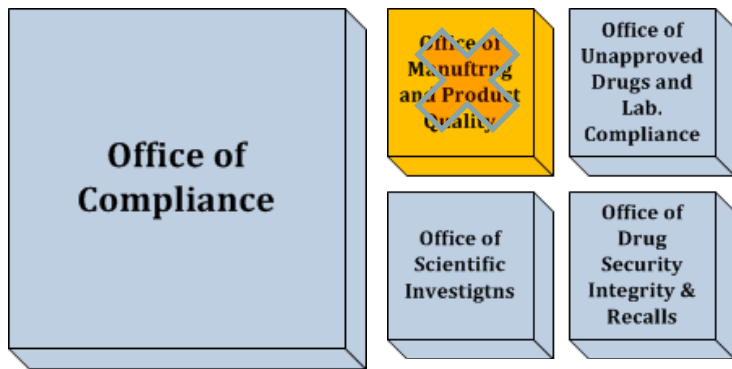 Office of
Compliance
Office of
Manuftrng
and Product
Quality
Office of
Unapproved
Drugs and
Lab.
Compliance
Office of
Scientific
Investigtns
Office of
Drug
Security
Integrity &
Recalls